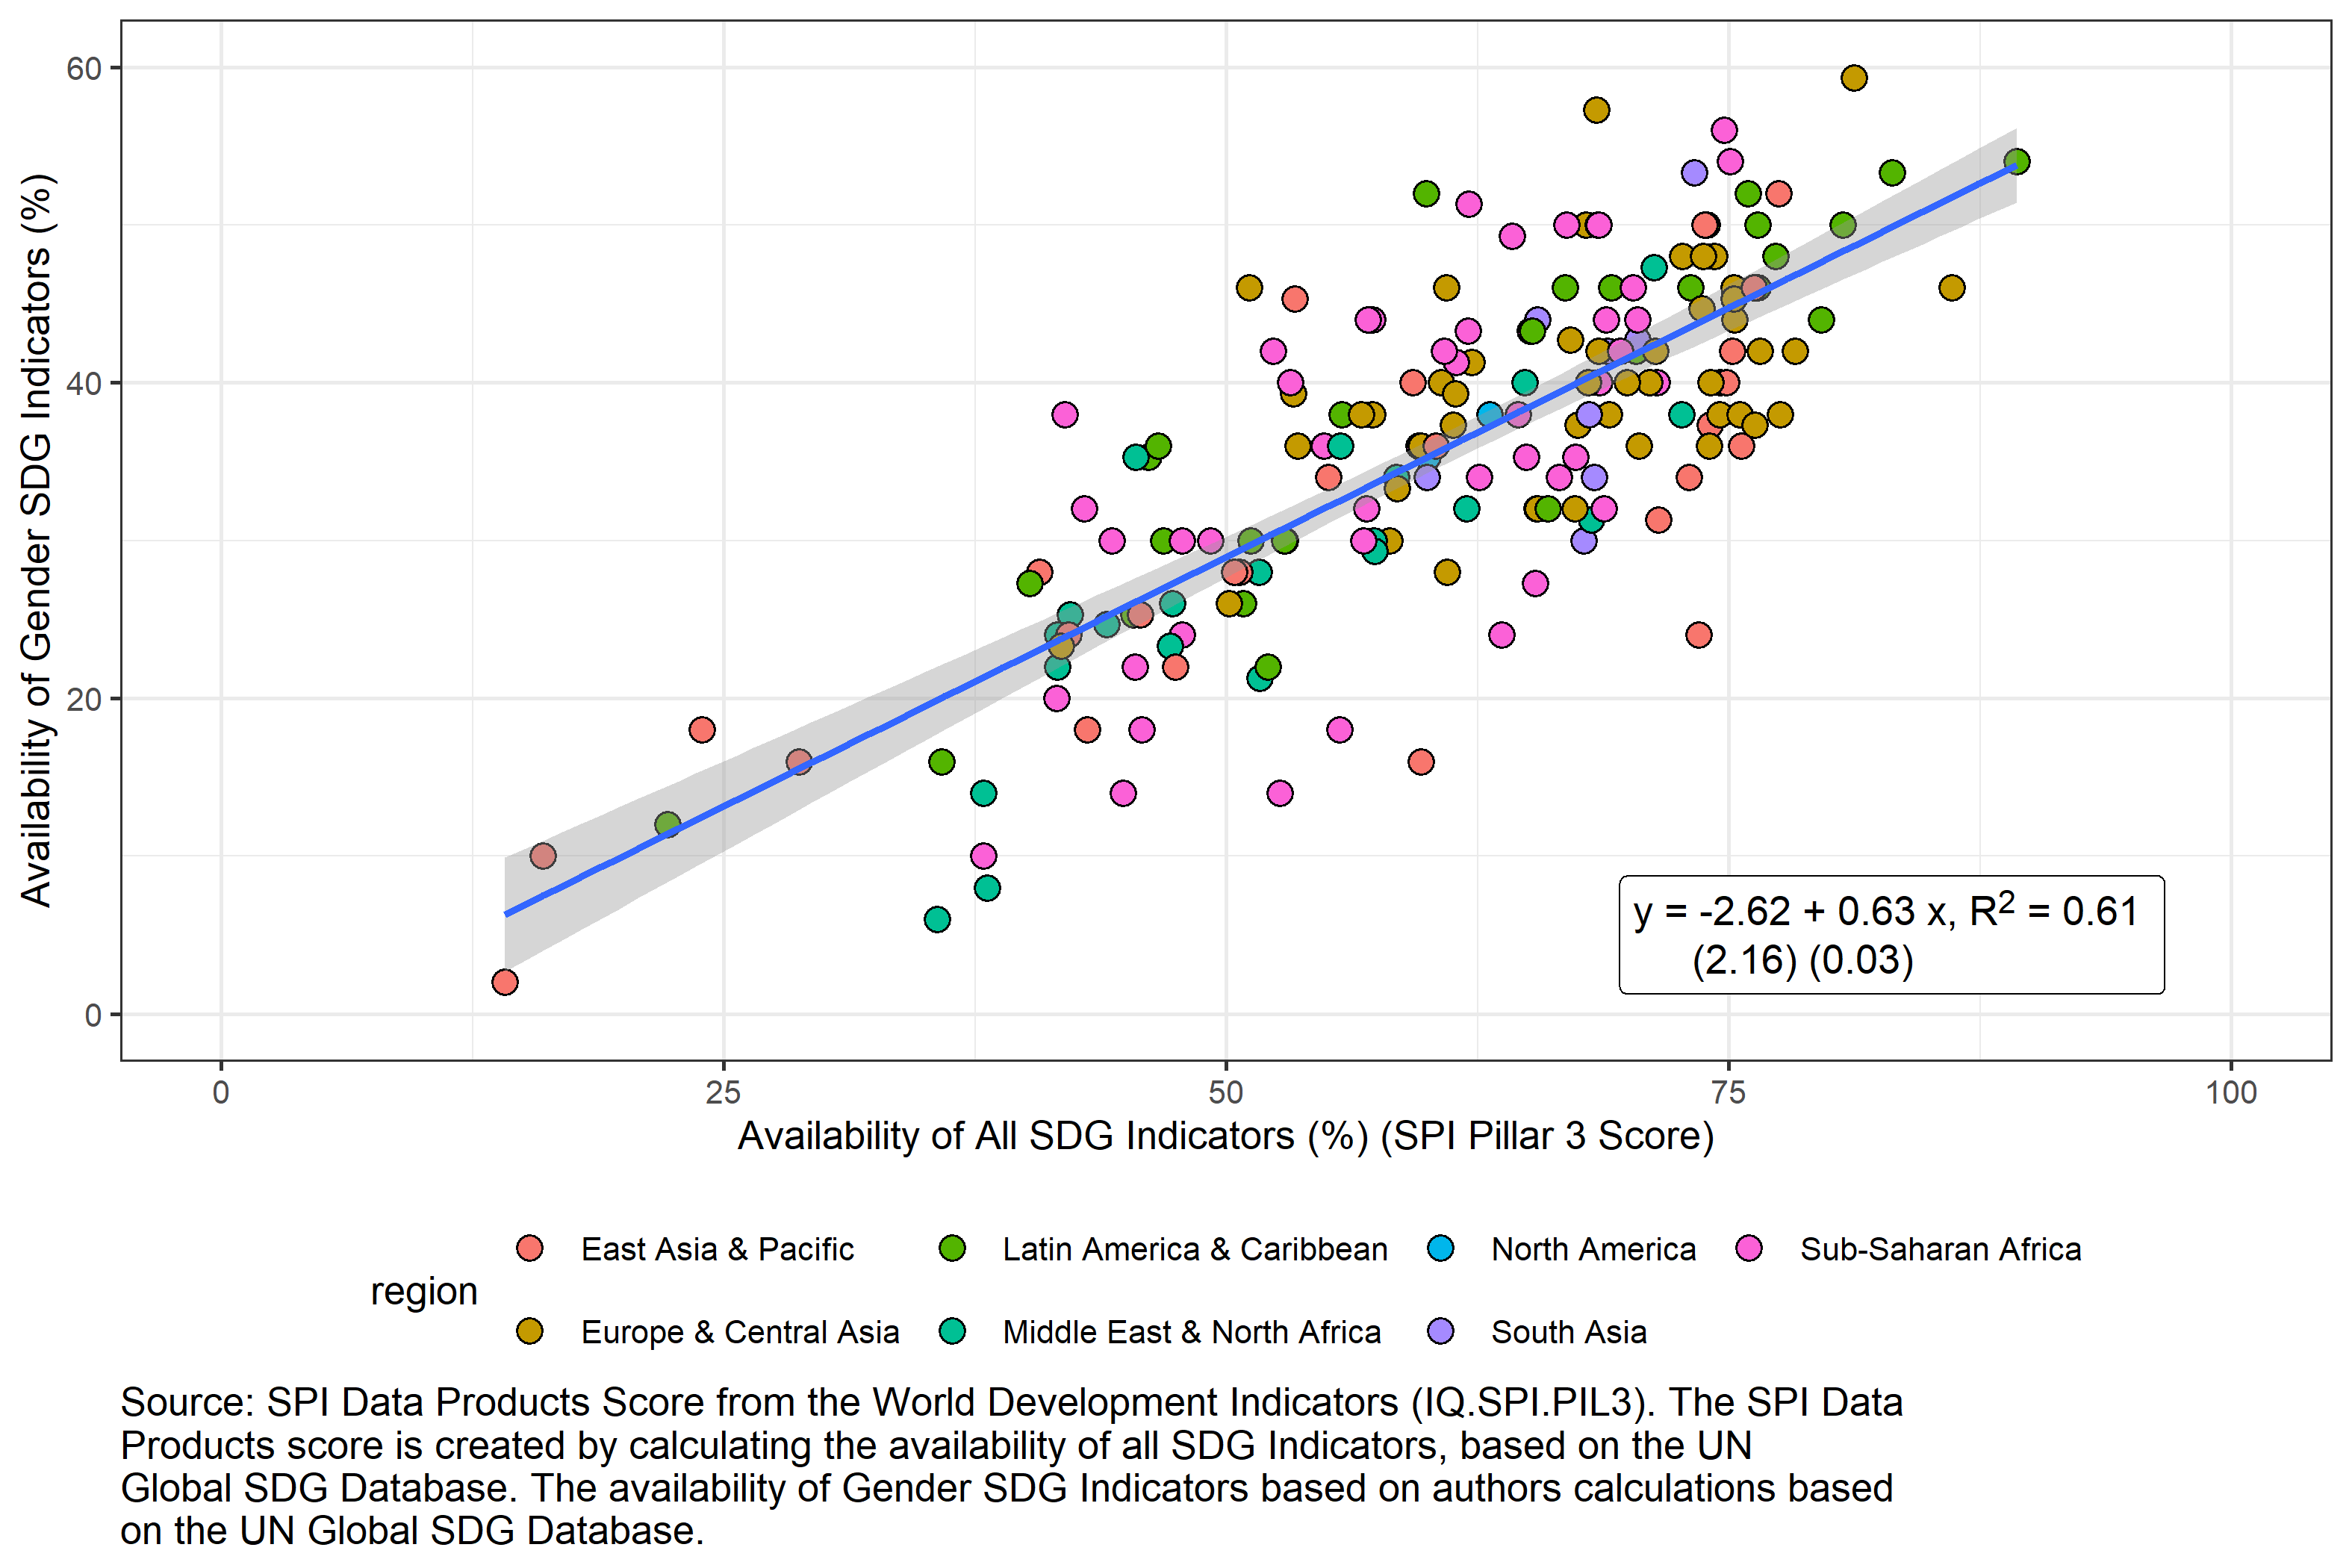 Availability of Gender SDG Indicators (%)
60
40
20
0
y = -2.62 + 0.63 x, R² = 0.61
(2.16) (0.03)
0 25 50 75 100
Availability of All SDG Indicators (%) (SPI Pillar 3 Score)
region
East Asia & Pacific
Latin America & Caribbean
North America
Sub-Saharan Africa
Europe & Central Asia
Middle East & North Africa
South Asia
Source: SPI Data Products Score from the World Development Indicators (IQ.SPI.PIL3). The SPI Data
Products score is created by calculating the availability of all SDG Indicators, based on the UN
Global SDG Database. The availability of Gender SDG Indicators based on authors calculations based
on the UN Global SDG Database.